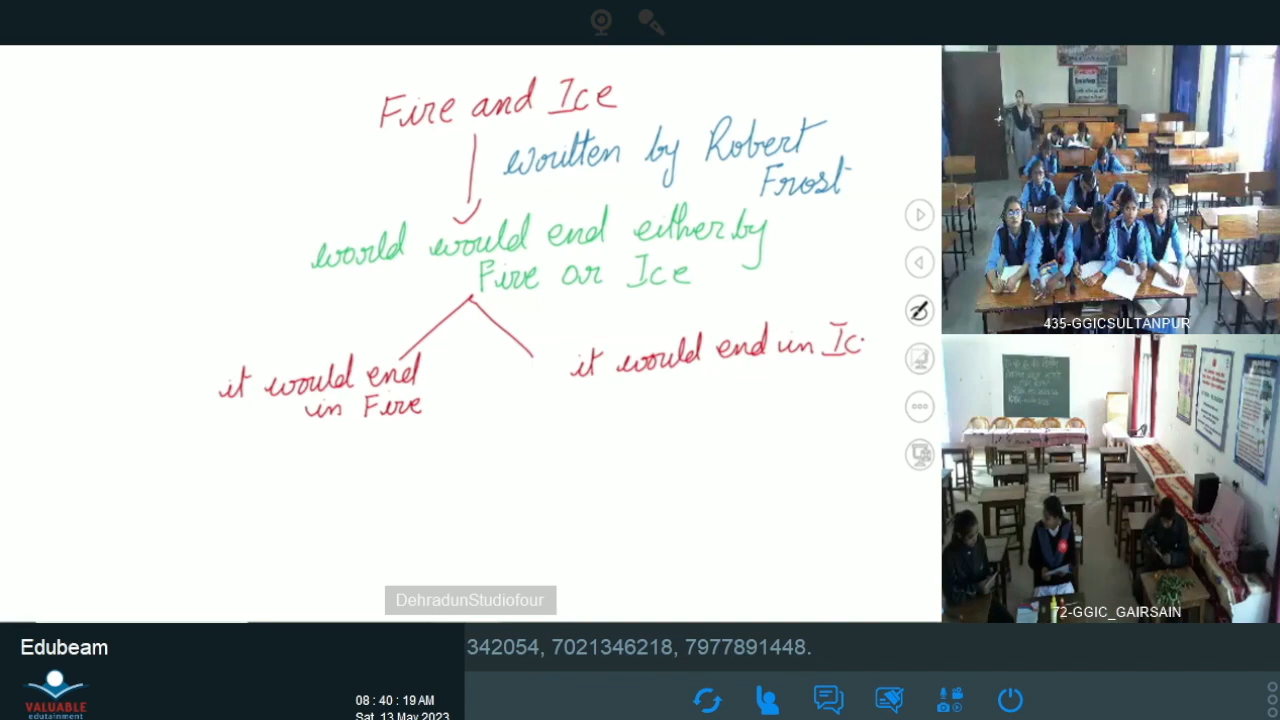 Fire and Ice
written by Robert
Frost
world would end either by
Fire or Ice
it would end
in Fire
it would end in Ic
435-GGICSULTANPUR
72-GGIC_GAIRSAIN
DehradunStudiofour
Edubeam
342054, 7021346218, 7977891448.
VALUABLE
edutainment
08 : 40 : 19 AM
Sat, 13 May 2023